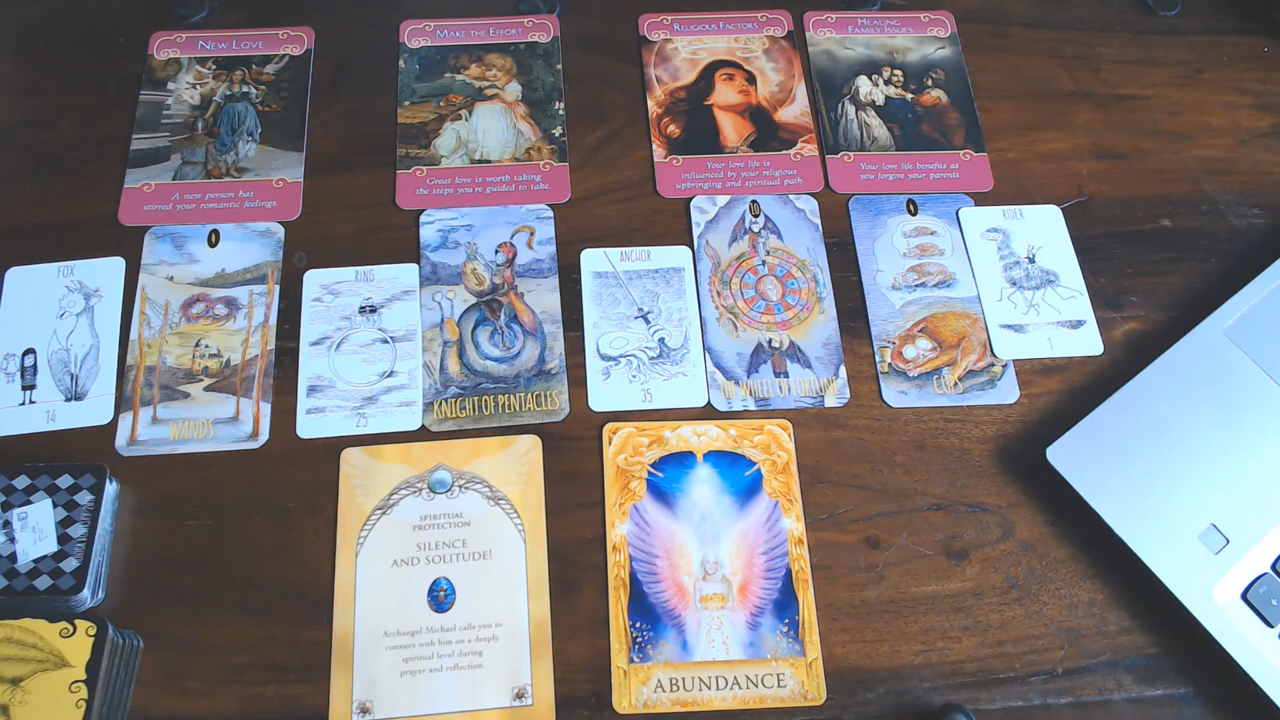 NEW LOVE
A new person has
stirred your romantic feelings.
MAKE THE EFFORT
Great love is worth taking
the steps you're guided to take.
RELIGIOUS FACTORS
Your love life is
influenced by your religious
upbringing and spiritual path
HEALING
FAMILY ISSUES
Your love life benefits as
you forgive your parents.
FOX
14
WANDS
RING
25
KNIGHT OF PENTACLES
ANCHOR
35
10
THE WHEEL OF FORTUNE
CUPS
RIDER
1
SPIRITUAL
PROTECTION
SILENCE
AND SOLITUDE!
Archangel Michael calls you to
connect with him on a deeply
spiritual level during
prayer and reflection.
ABUNDANCE